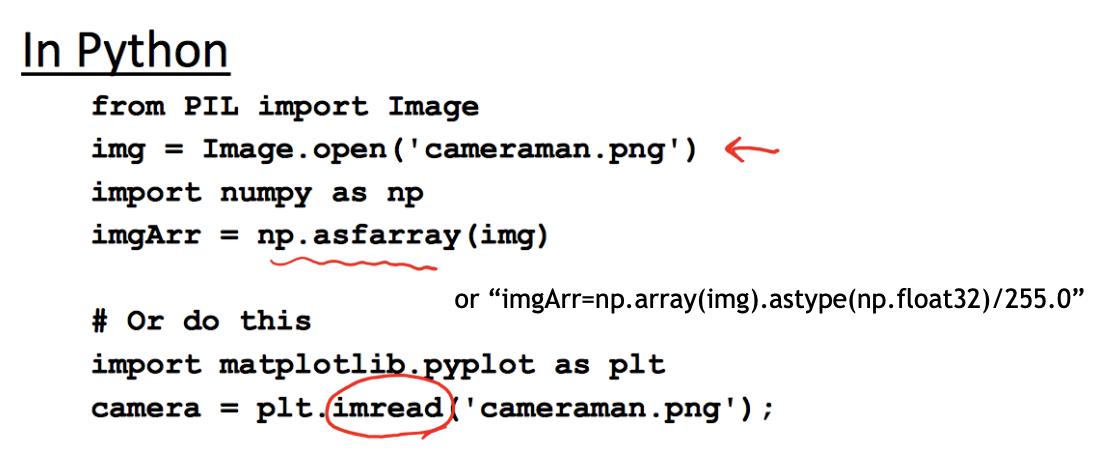 In Python
from PIL import Image
img = Image.open('cameraman.png')
import numpy as np
imgArr = np.asfarray(img)
or “imgArr=np.array(img).astype(np.float32)/255.0”
# Or do this
import matplotlib.pyplot as plt
camera = plt.imread('cameraman.png');